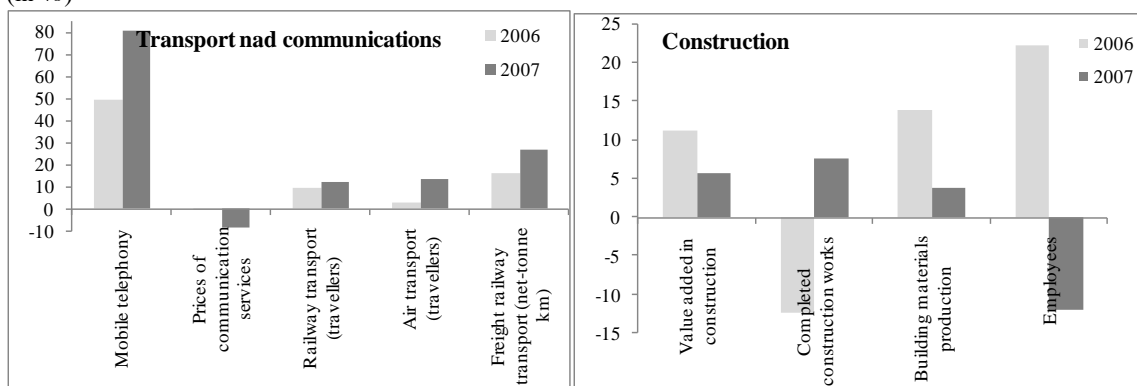 (in %)
Transport nad communications
2006
2007
80
70
60
50
40
30
20
10
0
-10
Mobile telephony
Prices of
communication
services
Railway transport
(travellers)
Air transport
(travellers)
Freight railway
transport (net-tonne
km)
Construction
2006
2007
25
20
15
10
5
0
-5
-10
-15
Value added in
construction
Completed
construction works
Building materials
production
Employees